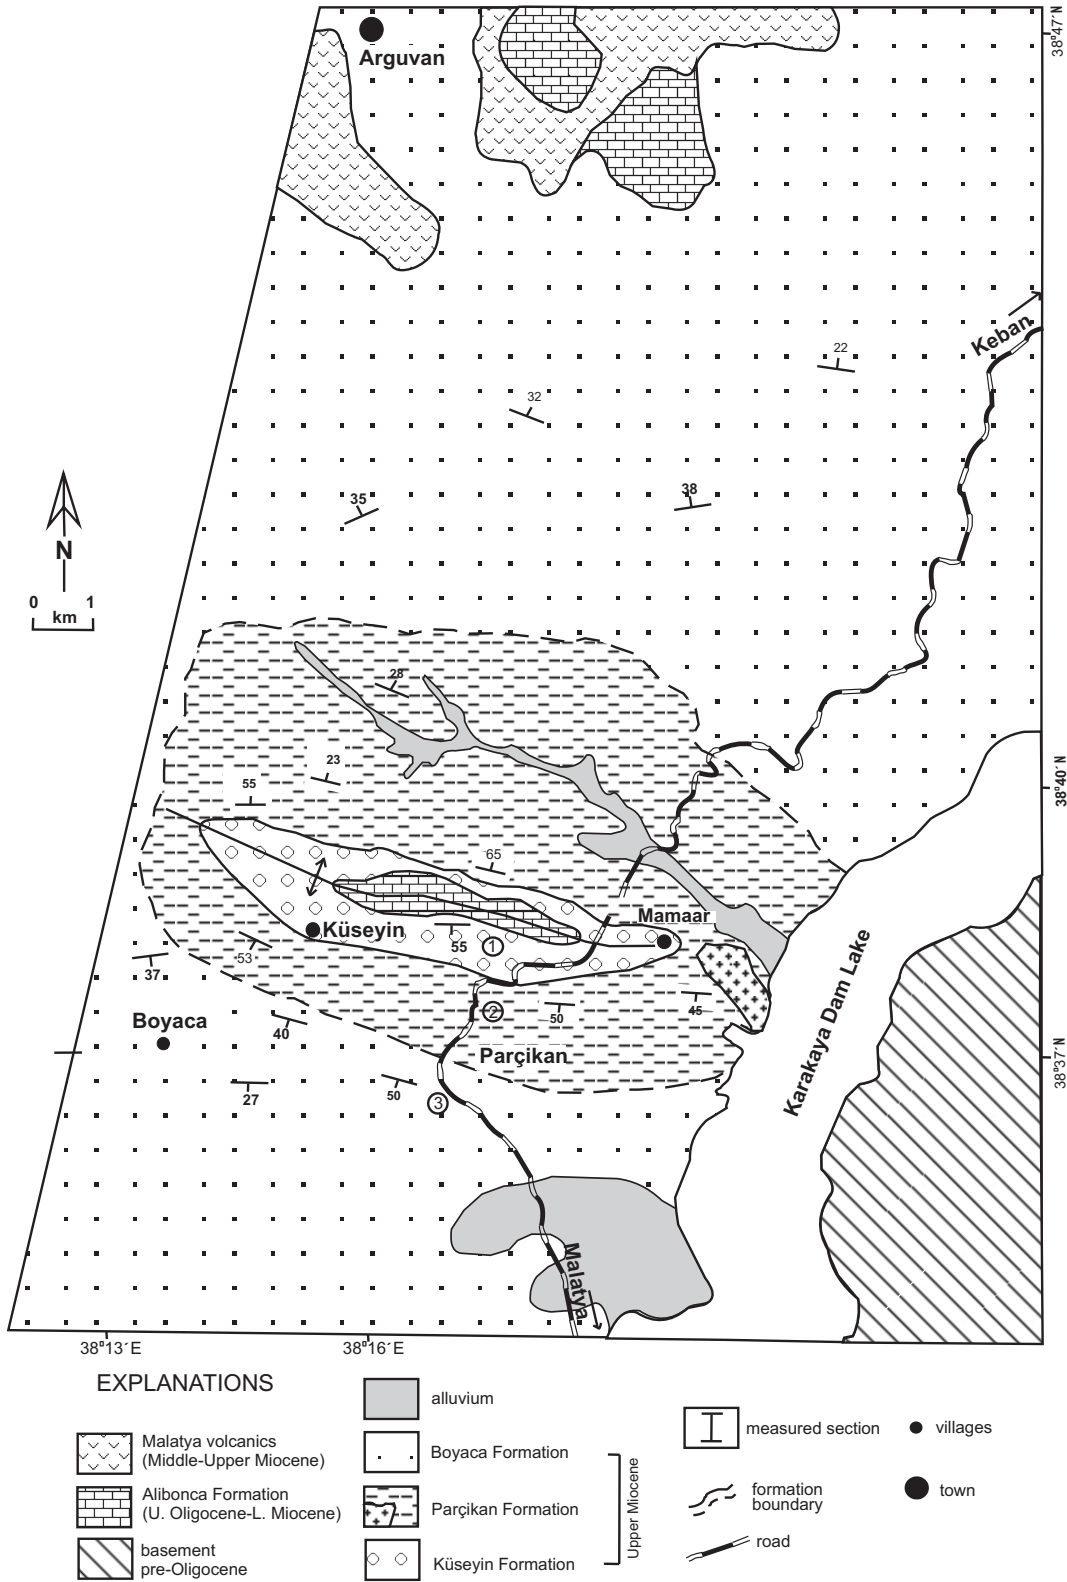 Arguvan
38°47´N
Keban
22
32
35
38
N
0 1
km
28
23
55
38°40´N
65
Mamaar
Küseyin
55
1
53
37
45
2
50
Boyaca
40
Parçikan
Karakaya Dam Lake
38°37´N
27
50
3
Malatya
38°13´E
38°16´E
EXPLANATIONS
Malatya volcanics
(Middle-Upper Miocene)
Alibonca Formation
(U. Oligocene-L. Miocene)
basement
pre-Oligocene
alluvium
Boyaca Formation
Parçikan Formation
Küseyin Formation
Upper Miocene
measured section
formation
boundary
road
villages
town